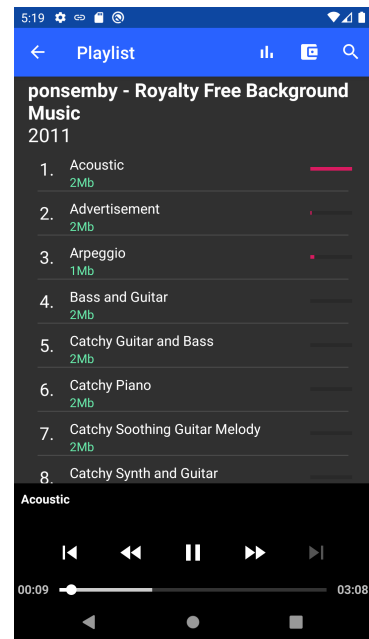 5:19
Playlist
ponsemby - Royalty Free Background
Music
2011
1. Acoustic
2Mb
2. Advertisement
2Mb
3. Arpeggio
1Mb
4. Bass and Guitar
2Mb
5. Catchy Guitar and Bass
2Mb
6. Catchy Piano
2Mb
7. Catchy Soothing Guitar Melody
2Mb
8. Catchy Synth and Guitar
Acoustic
00:09 03:08